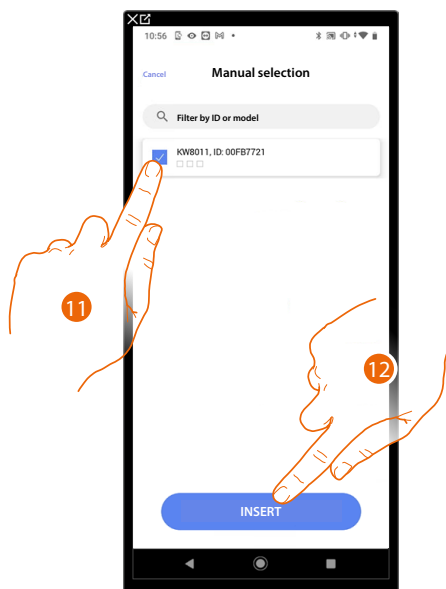 10:56
Cancel
Manual selection
Filter by ID or model
KW8011, ID: 00FB7721
11
12
INSERT